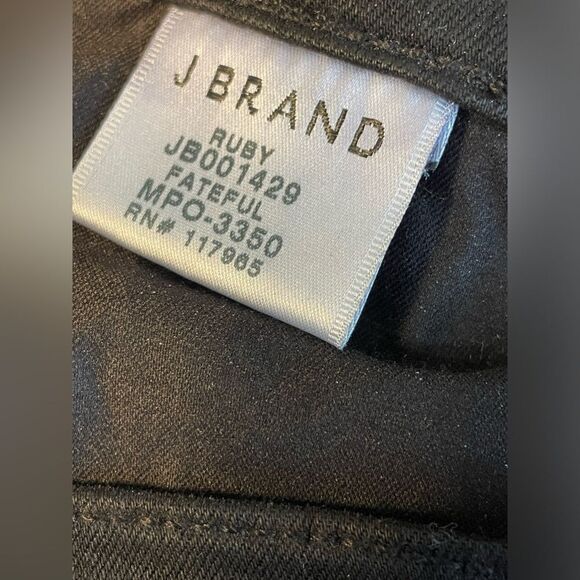 J BRAND
RUBY
JB001429
FATEFUL
MPO-3350
RN# 117965